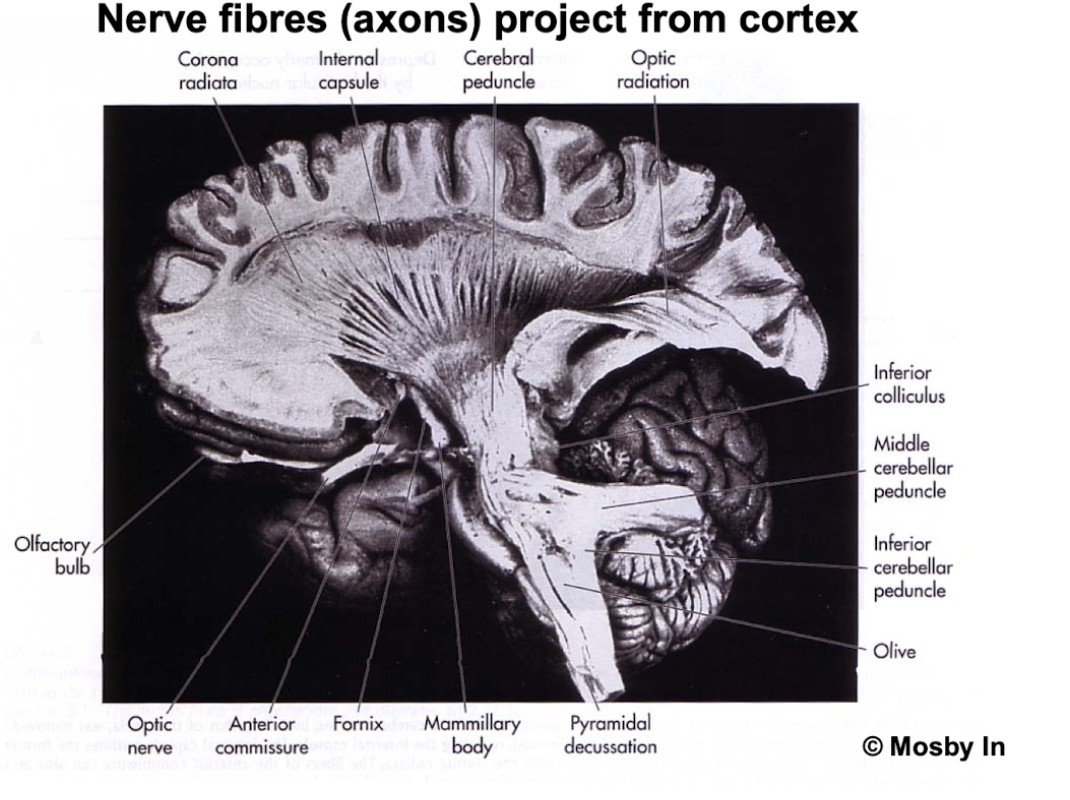 Nerve fibres (axons) project from cortex
Corona
radiata
Internal
capsule
Cerebral
peduncle
Optic
radiation
Inferior
colliculus
Middle
cerebellar
peduncle
Olfactory
bulb
Inferior
cerebellar
peduncle
Olive
Optic
nerve
Anterior
commissure
Fornix
Mammillary
body
Pyramidal
decussation
© Mosby In